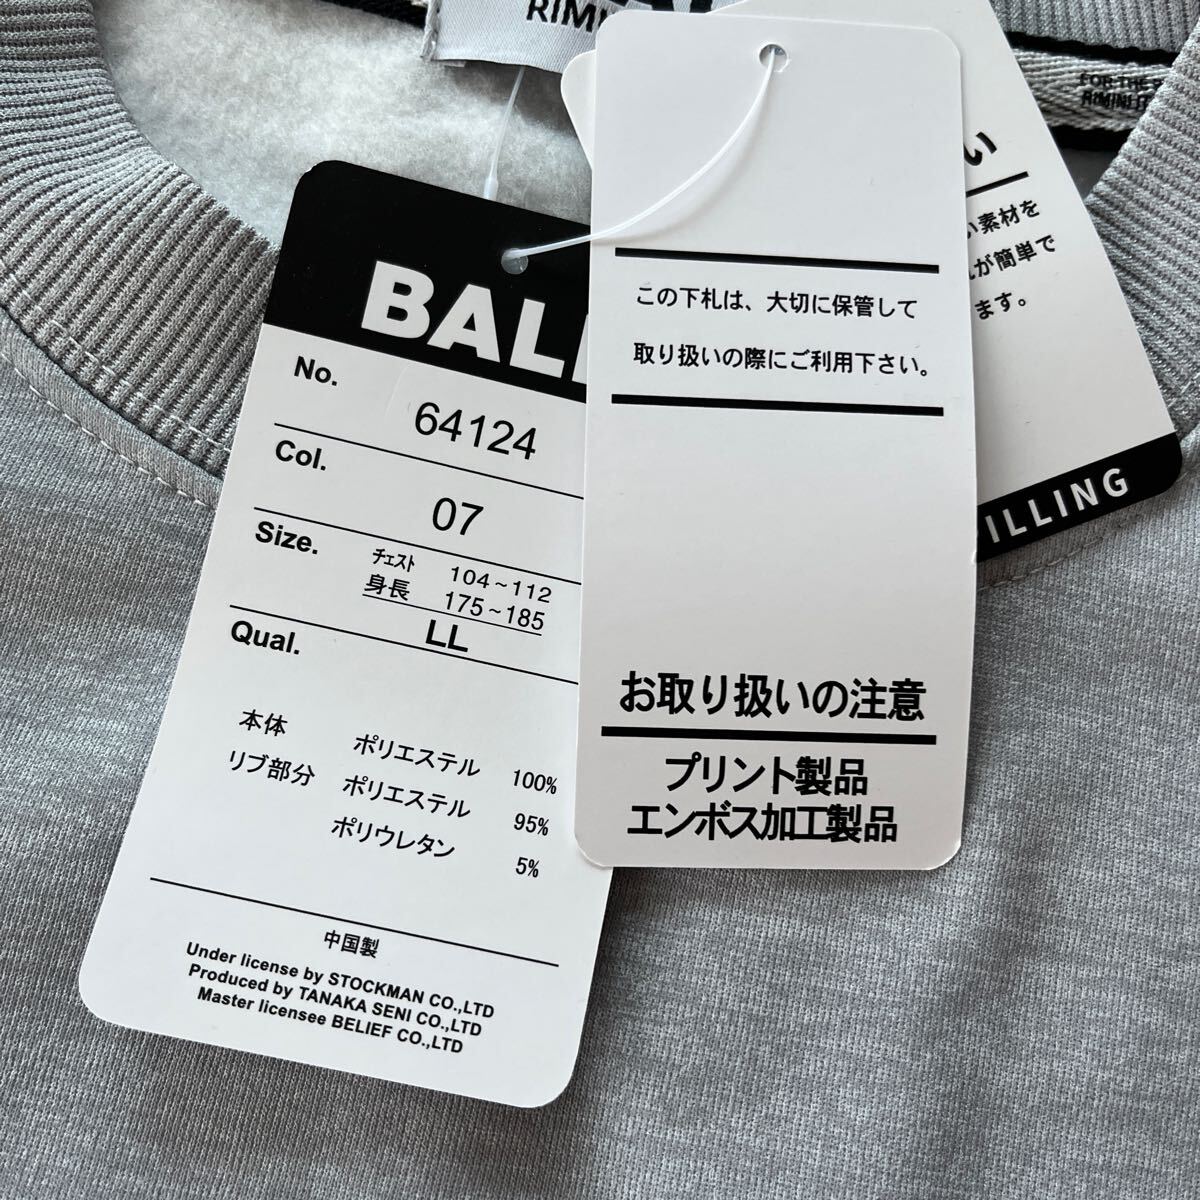 RIMINI
FOR THE
RIMINI IT
い
い素材を
が簡単で
ます。
ILLING
この下札は、大切に保管して
取り扱いの際にご利用下さい。
お取り扱いの注意
プリント製品
エンボス加工製品
BAL
No.
64124
Col.
07
Size.
チェスト 104~112
身長 175~185
LL
Qual.
本体 ポリエステル 100%
リブ部分 ポリエステル 95%
ポリウレタン 5%
中国製
Under license by STOCKMAN CO.,LTD
Produced by TANAKA SENI CO.,LTD
Master licensee BELIEF CO.,LTD